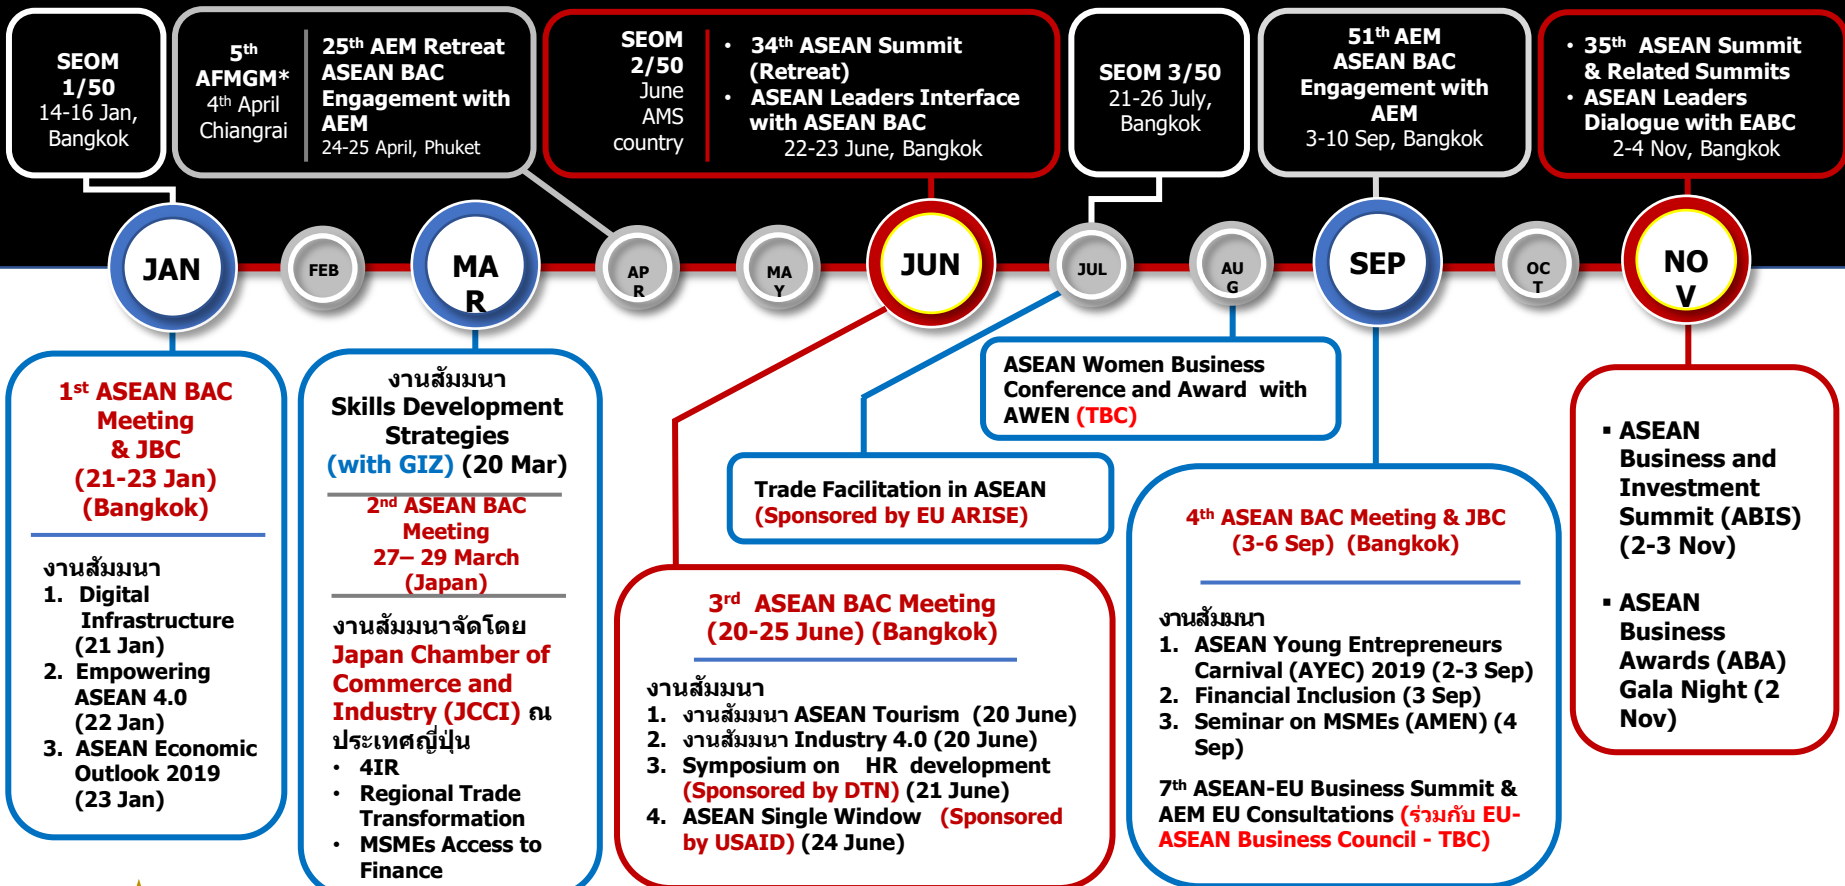 SEOM
1/50
14-16 Jan,
Bangkok
5th
AFMGM*
4th April
Chiangrai
25th AEM Retreat
ASEAN BAC
Engagement with
AEM
24-25 April, Phuket
SEOM
2/50
June
AMS
country
• 34th ASEAN Summit
(Retreat)
• ASEAN Leaders Interface
with ASEAN BAC
22-23 June, Bangkok
SEOM 3/50
21-26 July,
Bangkok
51th AEM
ASEAN BAC
Engagement with
AEM
3-10 Sep, Bangkok
• 35th ASEAN Summit
& Related Summits
• ASEAN Leaders
Dialogue with EABC
2-4 Nov, Bangkok
JAN
FEB
MA
R
AP
R
MA
Y
JUN
JUL
AU
G
SEP
OC
T
NO
V
1st ASEAN BAC
Meeting
& JBC
(21-23 Jan)
(Bangkok)
งานสัมมนา
1. Digital
Infrastructure
(21 Jan)
2. Empowering
ASEAN 4.0
(22 Jan)
3. ASEAN Economic
Outlook 2019
(23 Jan)
งานสัมมนา
Skills Development
Strategies
(with GIZ) (20 Mar)
2nd ASEAN BAC
Meeting
27– 29 March
(Japan)
งานสัมมนาจัดโดย
Japan Chamber of
Commerce and
Industry (JCCI) ณ
ประเทศญี่ปุ่น
• 4IR
• Regional Trade
Transformation
• MSMEs Access to
Finance
3rd ASEAN BAC Meeting
(20-25 June) (Bangkok)
งานสัมมนา
1. งานสัมมนา ASEAN Tourism (20 June)
2. งานสัมมนา Industry 4.0 (20 June)
3. Symposium on HR development
(Sponsored by DTN) (21 June)
4. ASEAN Single Window (Sponsored
by USAID) (24 June)
Trade Facilitation in ASEAN
(Sponsored by EU ARISE)
ASEAN Women Business
Conference and Award with
AWEN (TBC)
4th ASEAN BAC Meeting & JBC
(3-6 Sep) (Bangkok)
งานสัมมนา
1. ASEAN Young Entrepreneurs
Carnival (AYEC) 2019 (2-3 Sep)
2. Financial Inclusion (3 Sep)
3. Seminar on MSMEs (AMEN) (4
Sep)
7th ASEAN-EU Business Summit &
AEM EU Consultations (ร่วมกับ EU-
ASEAN Business Council - TBC)
▪ ASEAN
Business and
Investment
Summit (ABIS)
(2-3 Nov)
▪ ASEAN
Business
Awards (ABA)
Gala Night (2
Nov)